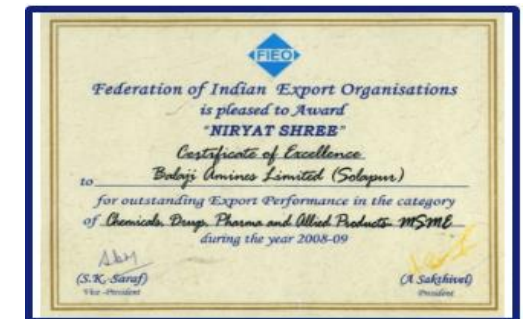 FIEO
Federation of Indian Export Organisations
is pleased to Award
"NIRYAT SHREE"
Certificate of Excellence
to Balaji Amines Limited (Solapur)
for outstanding Export Performance in the category
of Chemicals, Drugs, Pharma and Allied Products- MSME
during the year 2008-09
(S.K. Saraf) (A Sakthivel)
Vice-President President